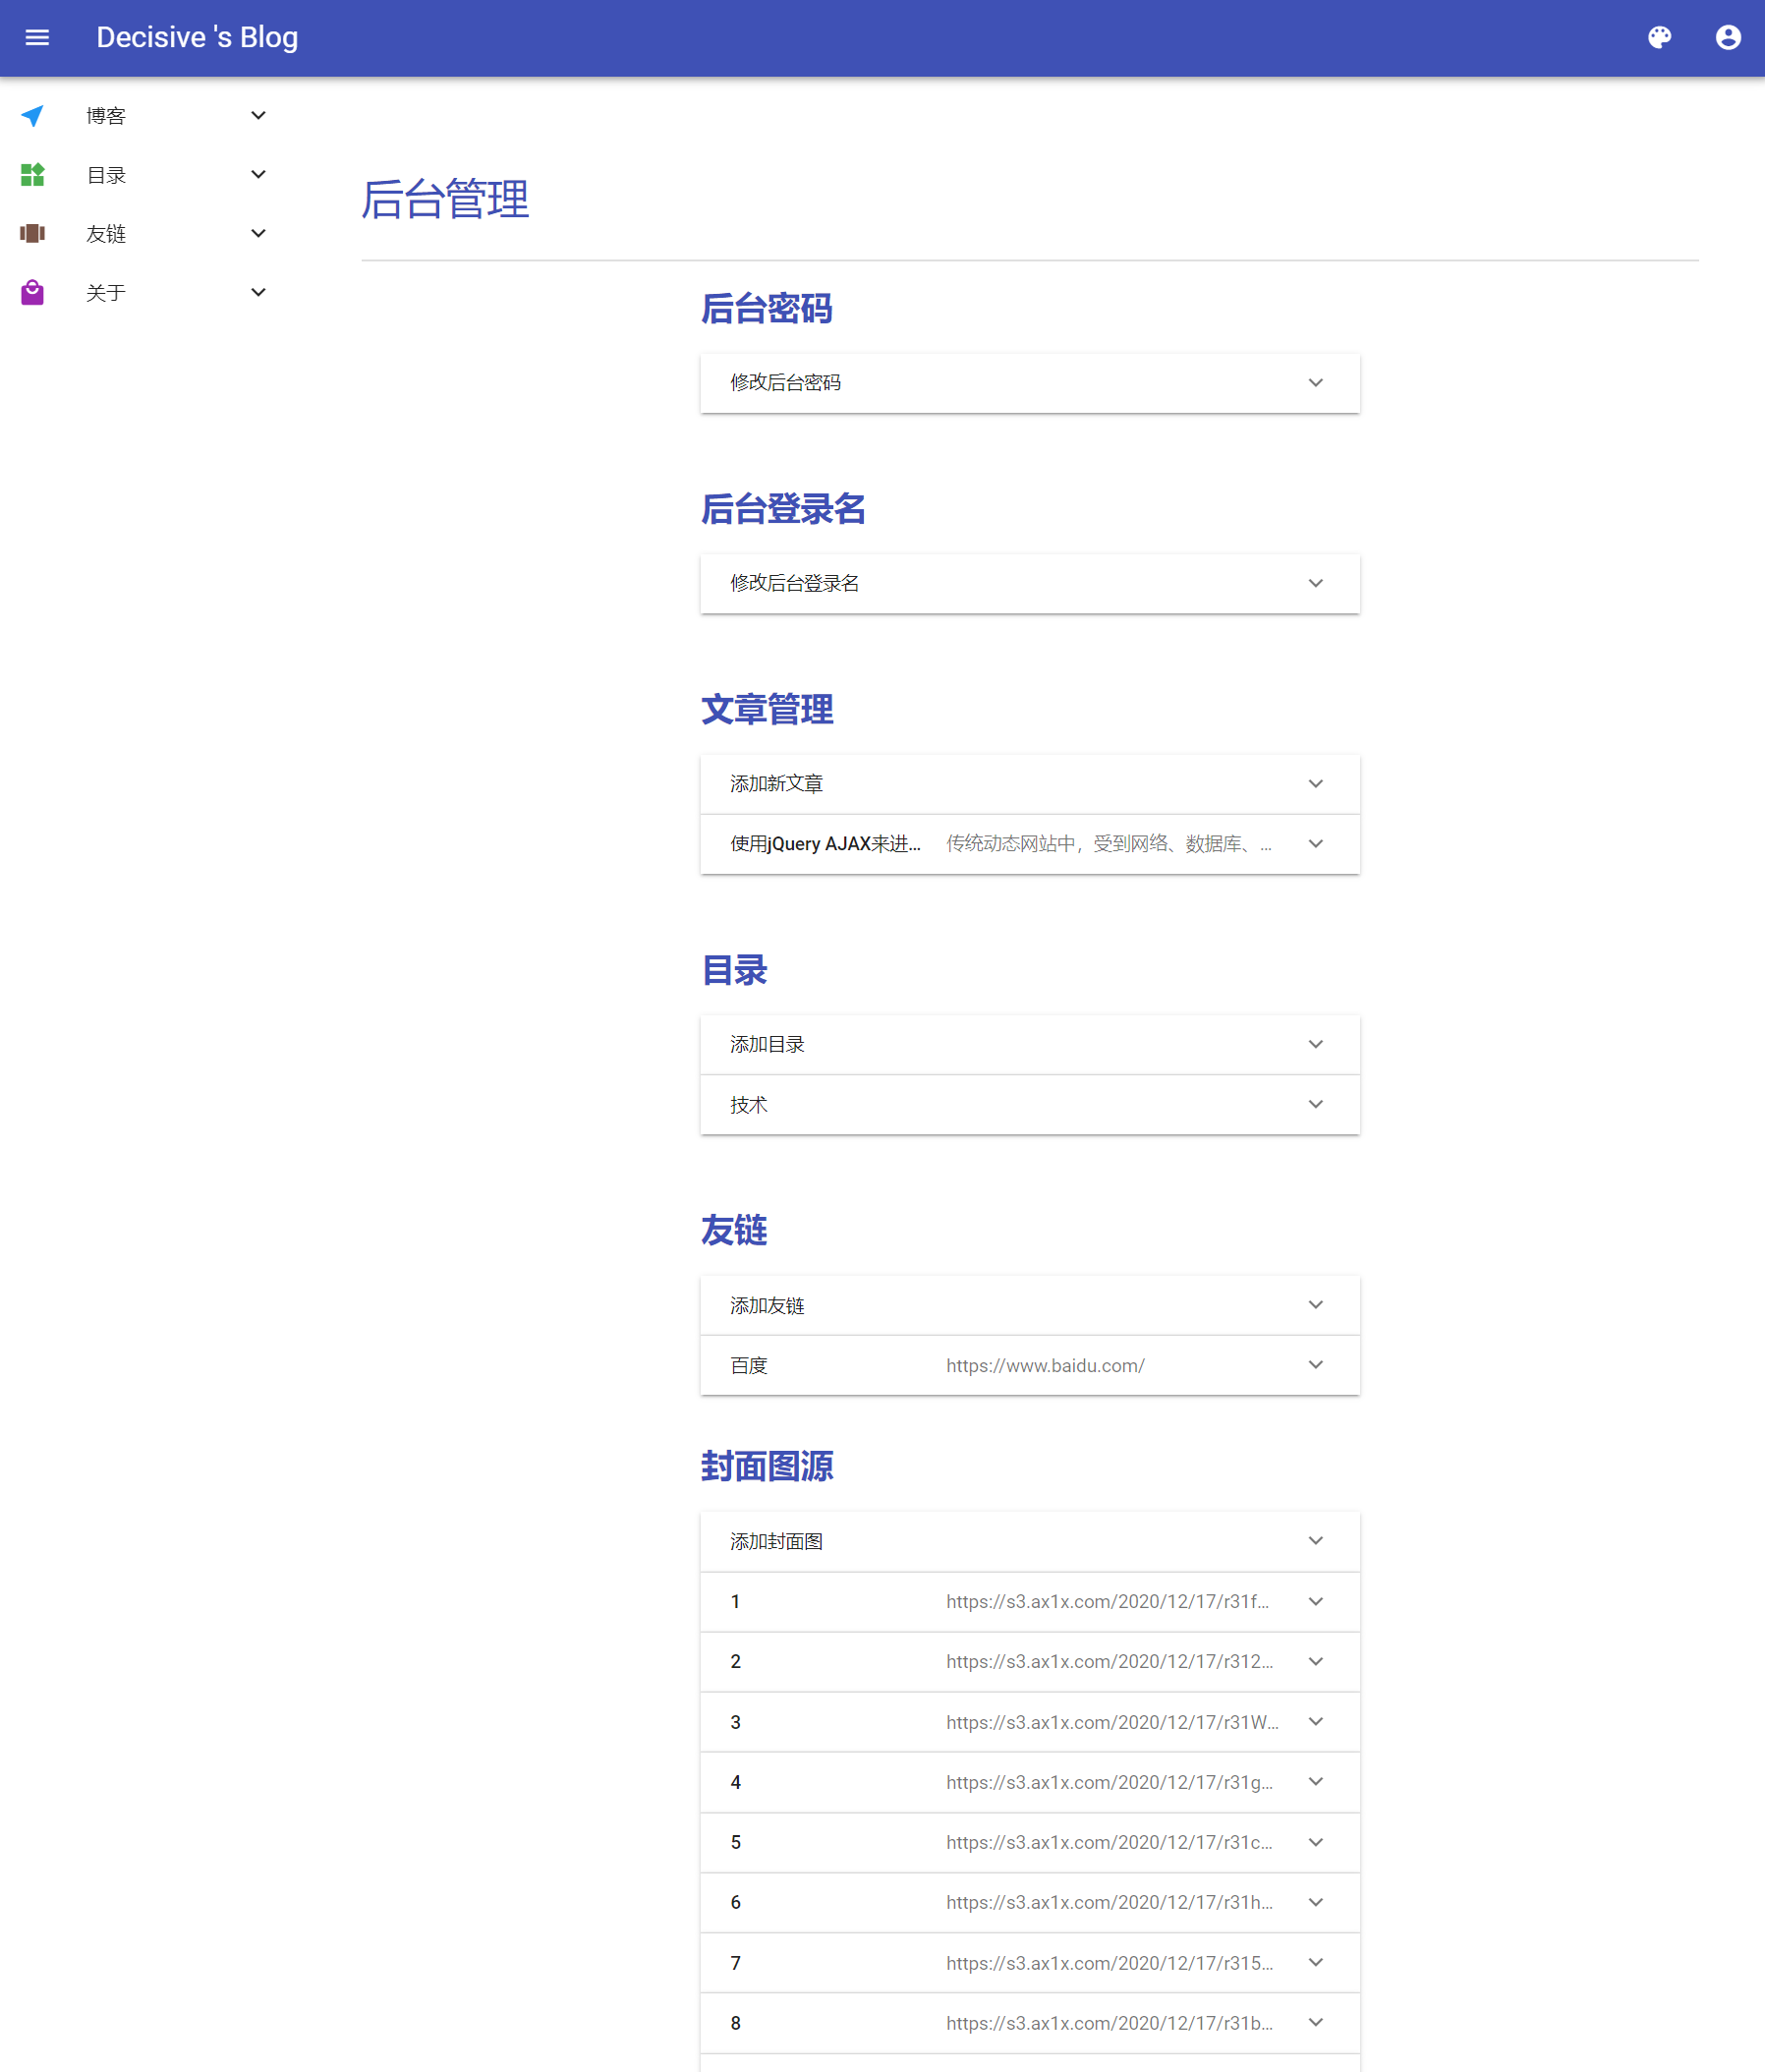 Decisive 's Blog
博客
目录
友链
关于
后台管理
后台密码
修改后台密码
后台登录名
修改后台登录名
文章管理
添加新文章
使用jQuery AJAX来进... 传统动态网站中，受到网络、数据库、...
目录
添加目录
技术
友链
添加友链
百度 https://www.baidu.com/
封面图源
添加封面图
1 https://s3.ax1x.com/2020/12/17/r31f...
2 https://s3.ax1x.com/2020/12/17/r312...
3 https://s3.ax1x.com/2020/12/17/r31W...
4 https://s3.ax1x.com/2020/12/17/r31g...
5 https://s3.ax1x.com/2020/12/17/r31c...
6 https://s3.ax1x.com/2020/12/17/r31h...
7 https://s3.ax1x.com/2020/12/17/r315...
8 https://s3.ax1x.com/2020/12/17/r31b...